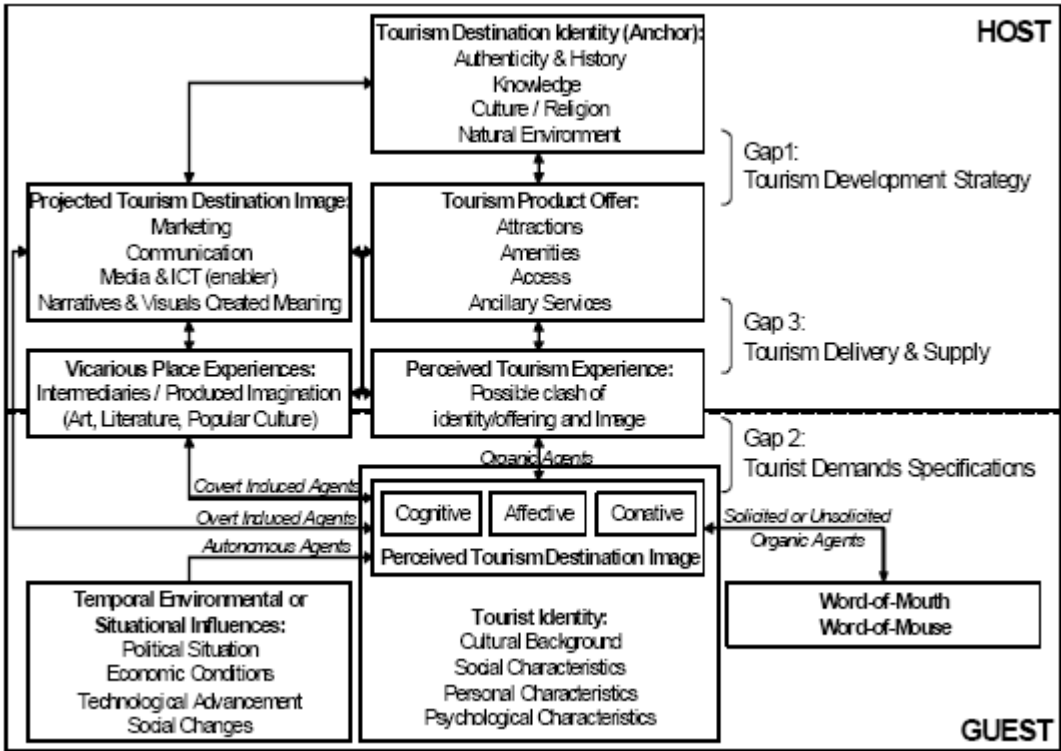 HOST
Tourism Destination Identity (Anchor):
Authenticity & History
Knowledge
Culture / Religion
Natural Environment
Gap1:
Tourism Development Strategy
Projected Tourism Destination Image:
Marketing
Communication
Media & ICT (enabler)
Narratives & Visuals Created Meaning
Tourism Product Offer:
Attractions
Amenities
Access
Ancillary Services
Gap 3:
Tourism Delivery & Supply
Vicarious Place Experiences:
Intermediaries / Produced Imagination
(Art, Literature, Popular Culture)
Perceived Tourism Experience:
Possible clash of
identity/offering and Image
Gap 2:
Tourist Demands Specifications
Organic Agents
Covert Induced Agents
Overt Induced Agents
Autonomous Agents
Cognitive
Affective
Conative
Perceived Tourism Destination Image
Solicited or Unsolicited
Organic Agents
Temporal Environmental or
Situational Influences:
Political Situation
Economic Conditions
Technological Advancement
Social Changes
Tourist Identity:
Cultural Background
Social Characteristics
Personal Characteristics
Psychological Characteristics
Word-of-Mouth
Word-of-Mouse
GUEST